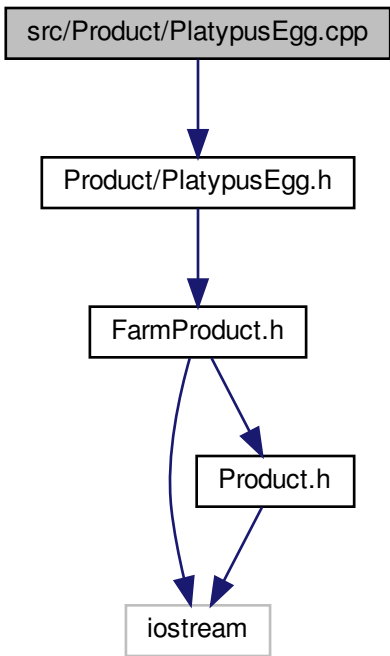 src/Product/PlatypusEgg.cpp
Product/PlatypusEgg.h
FarmProduct.h
Product.h
iostream